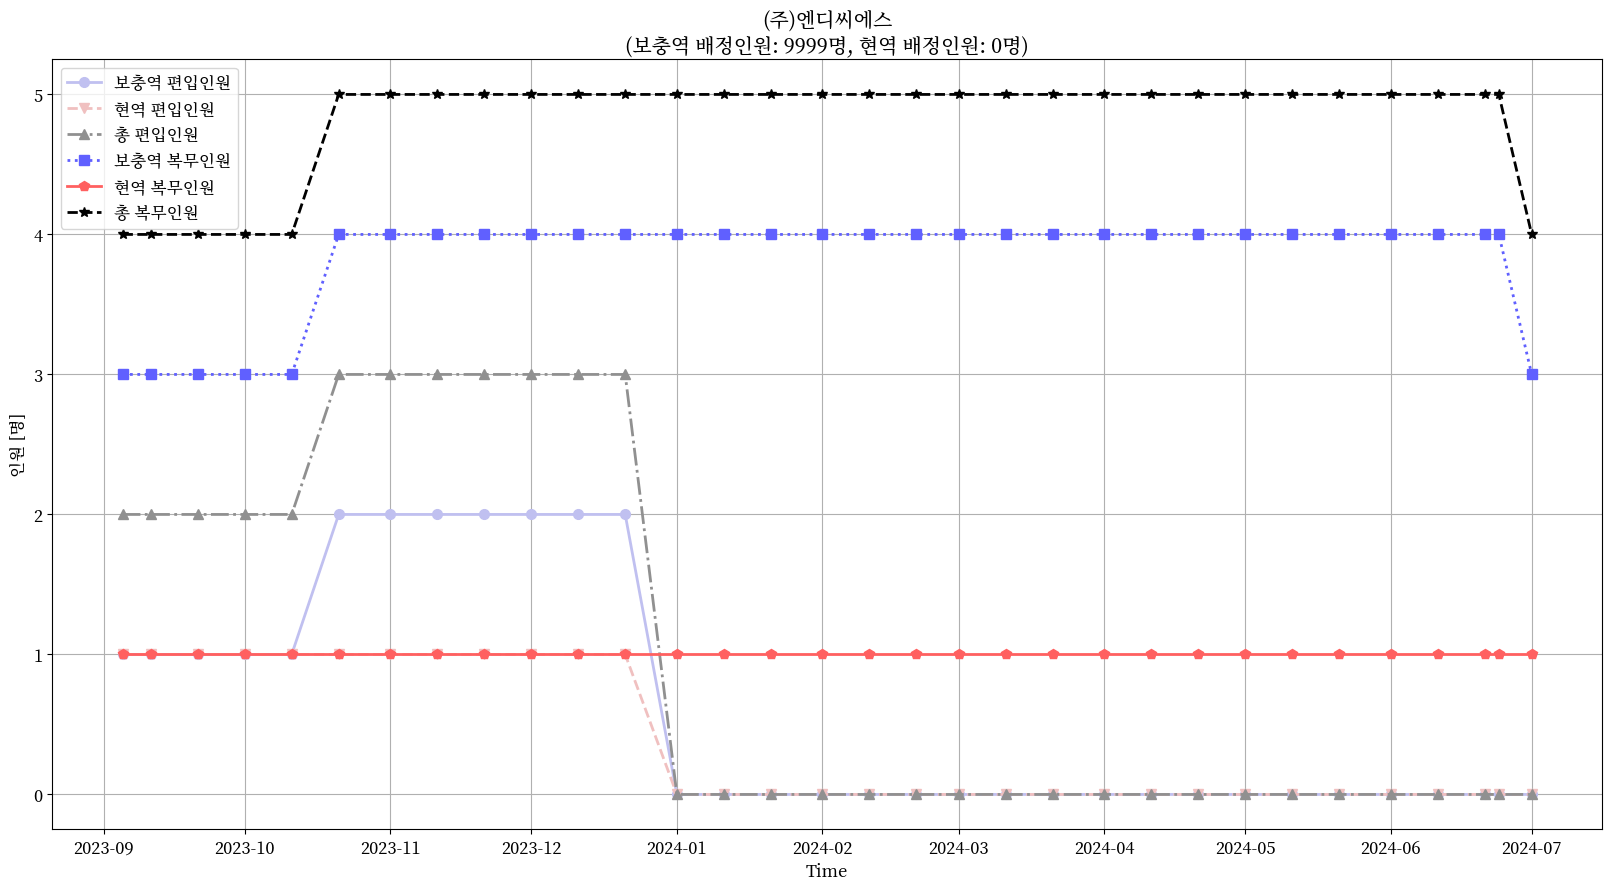 (주)엔디씨에스
(보충역 배정인원: 9999명, 현역 배정인원: 0명)
보충역 편입인원
현역 편입인원
총 편입인원
보충역 복무인원
현역 복무인원
총 복무인원
인원 [명]
5
4
3
2
1
0
2023-09
2023-10
2023-11
2023-12
2024-01
2024-02
2024-03
2024-04
2024-05
2024-06
2024-07
Time